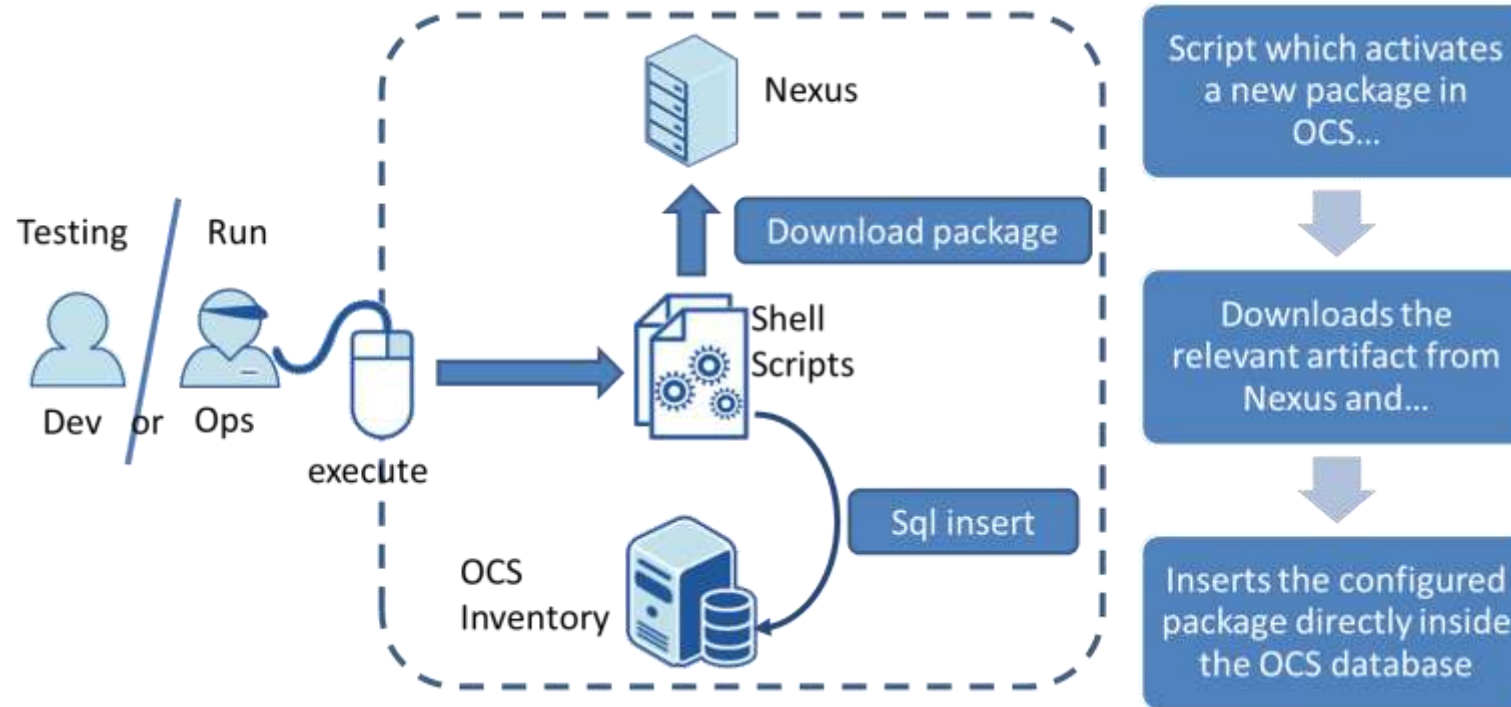 Testing
Run
Dev or Ops
execute
Nexus
Download package
Shell
Scripts
Sql insert
OCS
Inventory
Script which activates
a new package in
OCS...
Downloads the
relevant artifact from
Nexus and...
Inserts the configured
package directly inside
the OCS database